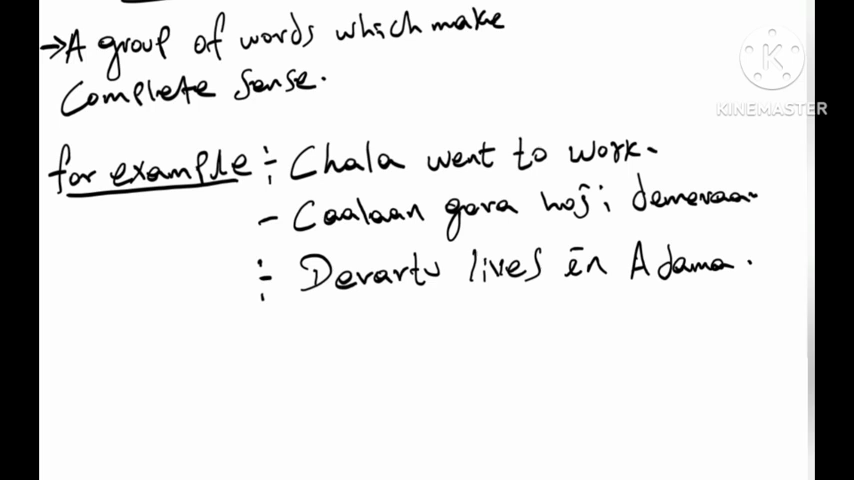 →A group of words which make
Complete sense.
K
KINEMASTER
for example ÷ Chala went to work.
- Caalaan gara hojii demeraa.
÷ Derartu lives in Adama.